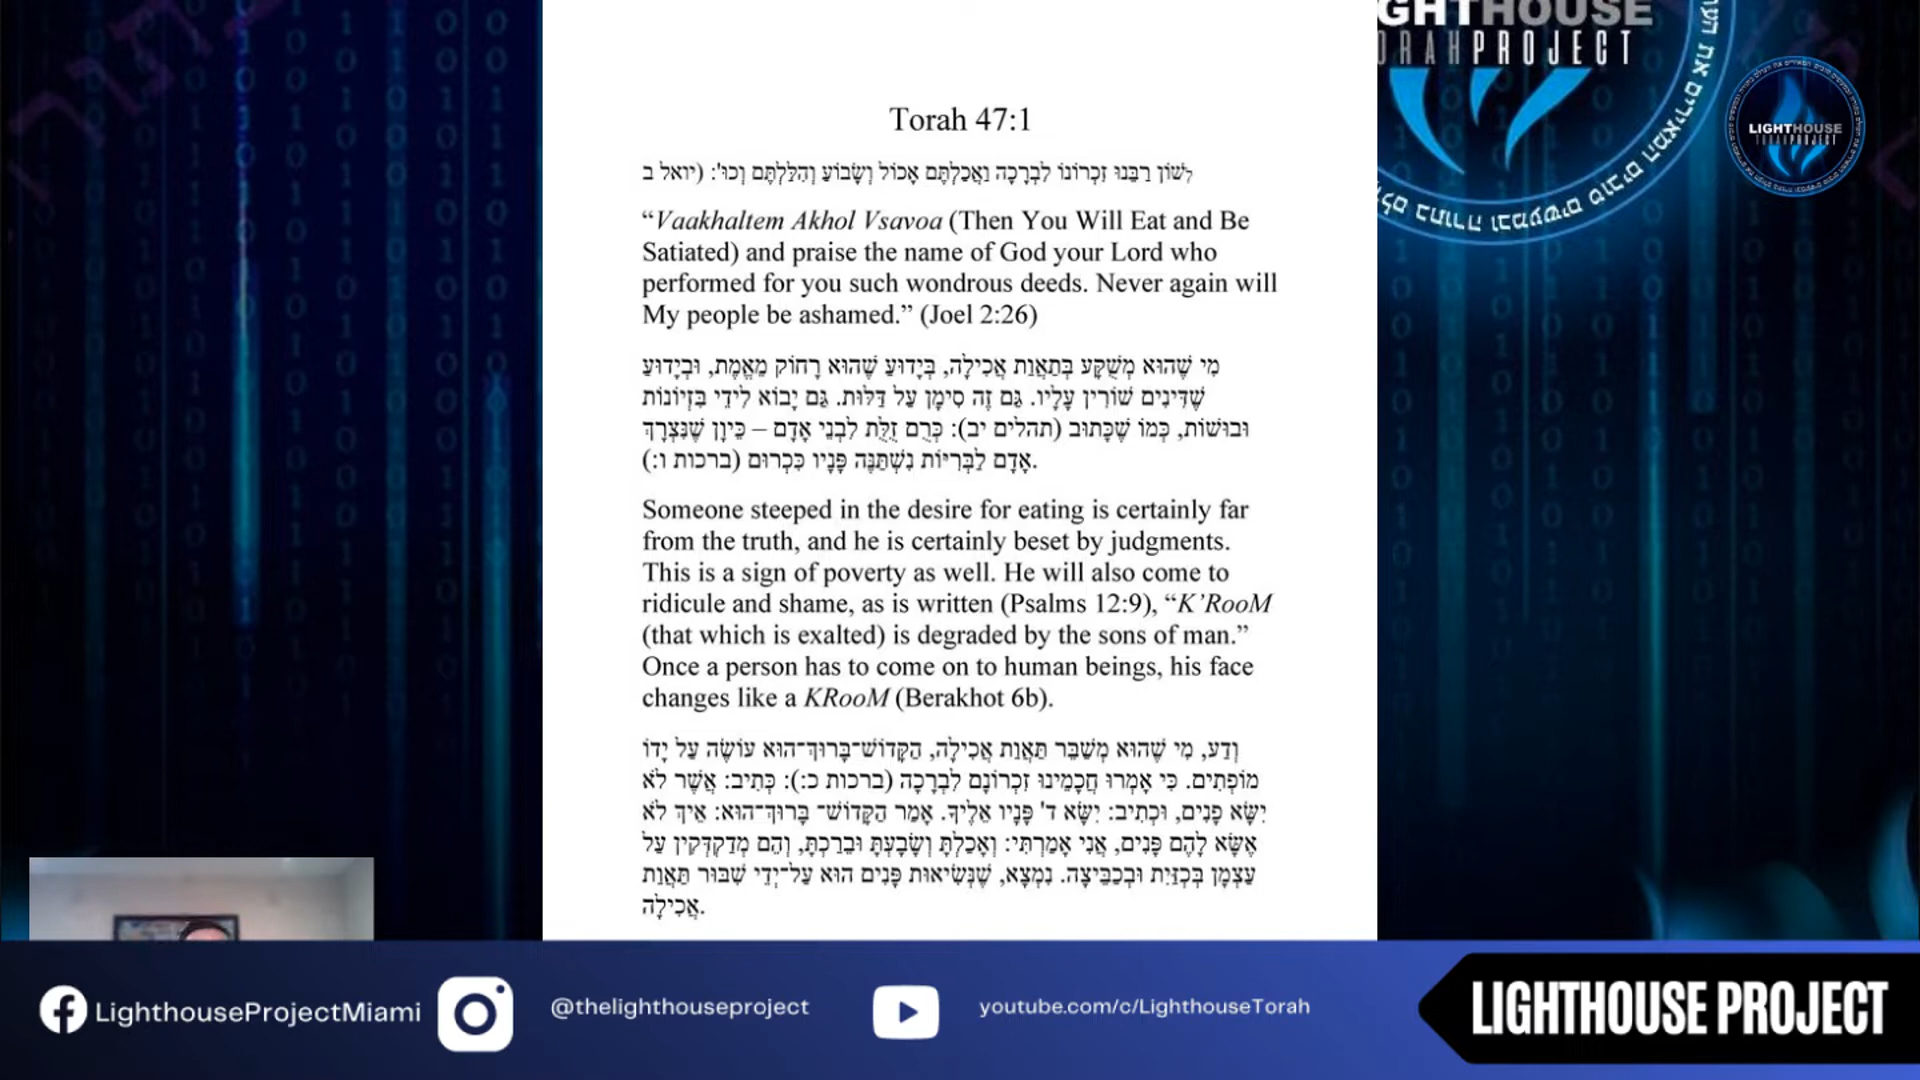 Torah 47:1
לְשׁוֹן רַבֵּנוּ זִכְרוֹנוֹ לִבְרָכָה וַאֲכַלְתֶּם אָכוֹל וְשָׂבוֹעַ וְהִלַּלְתֶּם וְכוּ': (יואל ב
“Vaakhaltem Akhol Vsavoa (Then You Will Eat and Be
Satiated) and praise the name of God your Lord who
performed for you such wondrous deeds. Never again will
My people be ashamed.” (Joel 2:26)
מִי שֶׁהוּא מְשֻׁקָּע בְּתַאֲוַת אֲכִילָה, בְּיָדוּעַ שֶׁהוּא רָחוֹק מֵאֱמֶת, וּבְיָדוּעַ
שֶׁדִּינִים שׁוֹרִין עָלָיו. גַּם זֶה סִימָן עַל דַּלּוּת. גַּם יָבוֹא לִידֵי בִּזְיוֹנוֹת
וּבוּשׁוֹת, כְּמוֹ שֶׁכָּתוּב (תהלים יב): כְּרֻם זֻלֻּת לִבְנֵי אָדָם – כֵּיוָן שֶׁנִּצְרָךְ
אָדָם לַבְּרִיּוֹת נִשְׁתַּנָּה פָּנָיו כִּכְרוּם (ברכות ו:).
Someone steeped in the desire for eating is certainly far
from the truth, and he is certainly beset by judgments.
This is a sign of poverty as well. He will also come to
ridicule and shame, as is written (Psalms 12:9), “K’RooM
(that which is exalted) is degraded by the sons of man.”
Once a person has to come on to human beings, his face
changes like a KRooM (Berakhot 6b).
וְדַע, מִי שֶׁהוּא מְשַׁבֵּר תַּאֲוַת אֲכִילָה, הַקָּדוֹשׁ־בָּרוּךְ־הוּא עוֹשֶׂה עַל יָדוֹ
מוֹפְתִים. כִּי אָמְרוּ חֲכָמֵינוּ זִכְרוֹנָם לִבְרָכָה (ברכות כ:): כְּתִיב: אֲשֶׁר לֹא
יִשָּׂא פָנִים, וּכְתִיב: יִשָּׂא ד' פָּנָיו אֵלֶיךָ. אָמַר הַקָּדוֹשׁ־ בָּרוּךְ־הוּא: אֵיךְ לֹא
אֶשָּׂא לָהֶם פָּנִים, אֲנִי אָמַרְתִּי: וְאָכַלְתָּ וְשָׂבָעְתָּ וּבֵרַכְתָּ, וְהֵם מְדַקְדְּקִין עַל
עַצְמָן בְּכַזַּיִת וּבְכַבֵּיצָה. נִמְצָא, שֶׁנְּשִׂיאוּת פָּנִים הוּא עַל־יְדֵי שִׁבּוּר תַּאֲוַת
אֲכִילָה.
GHTHOUSE
ORAHPROJECT
LIGHTHOUSE
TORAHPROJECT
LighthouseProjectMiami
@thelighthouseproject
youtube.com/c/LighthouseTorah
LIGHTHOUSE PROJECT